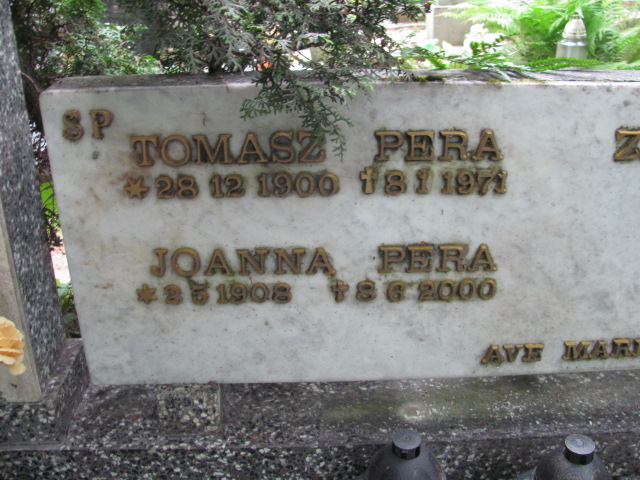 SP
TOMASZ PERA
* 28 12 1900 † 8 1 1971
JOANNA PERA
* 2 5 1908 † 8 6 2000
AVE